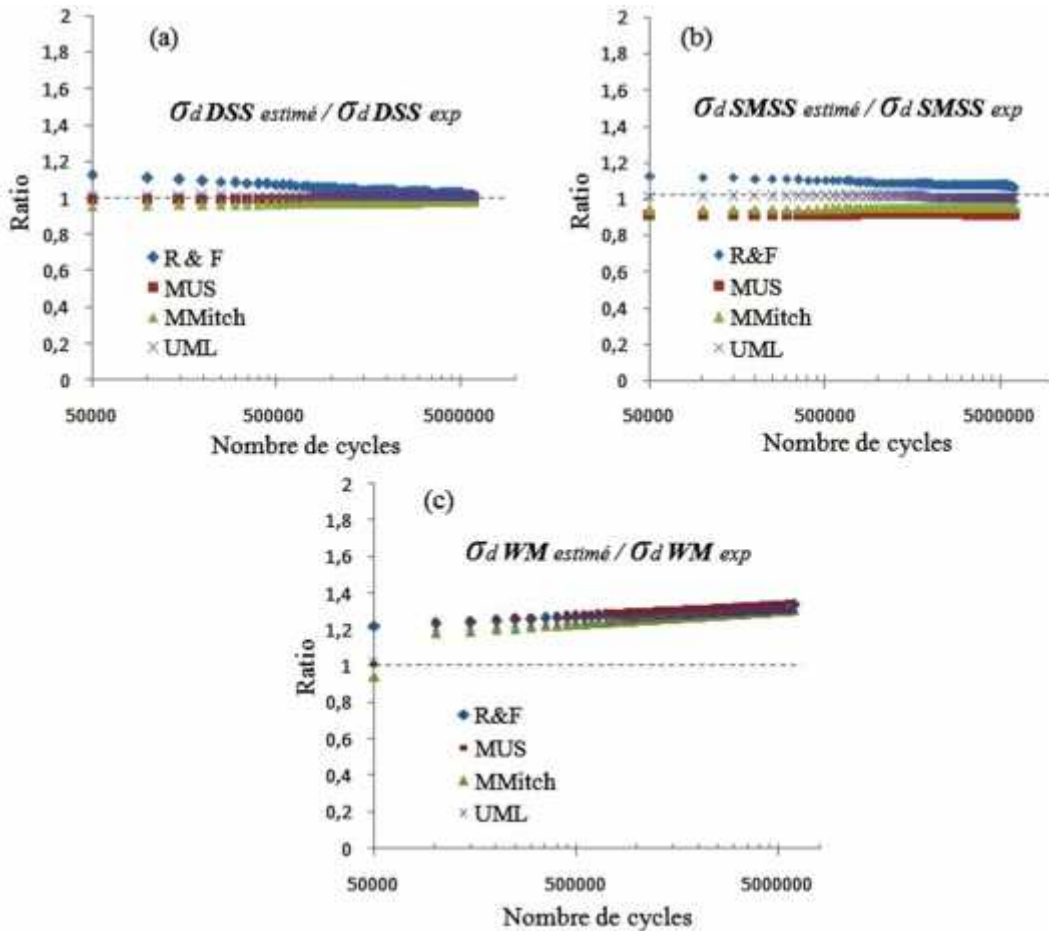 (a)
σd DSS estimé / σd DSS exp
2
1,8
1,6
1,4
1,2
1
0,8
0,6
0,4
0,2
0
Ratio
R & F
MUS
MMitch
UML
50000
500000
5000000
Nombre de cycles
(b)
σd SMSS estimé / σd SMSS exp
2
1,8
1,6
1,4
1,2
1
0,8
0,6
0,4
0,2
0
Ratio
R&F
MUS
MMitch
UML
50000
5000000
5000000
Nombre de cycles
(c)
σd WM estimé / σd WM exp
2
1,8
1,6
1,4
1,2
1
0,8
0,6
0,4
0,2
0
Ratio
R&F
MUS
MMitch
UML
50000
500000
5000000
Nombre de cycles